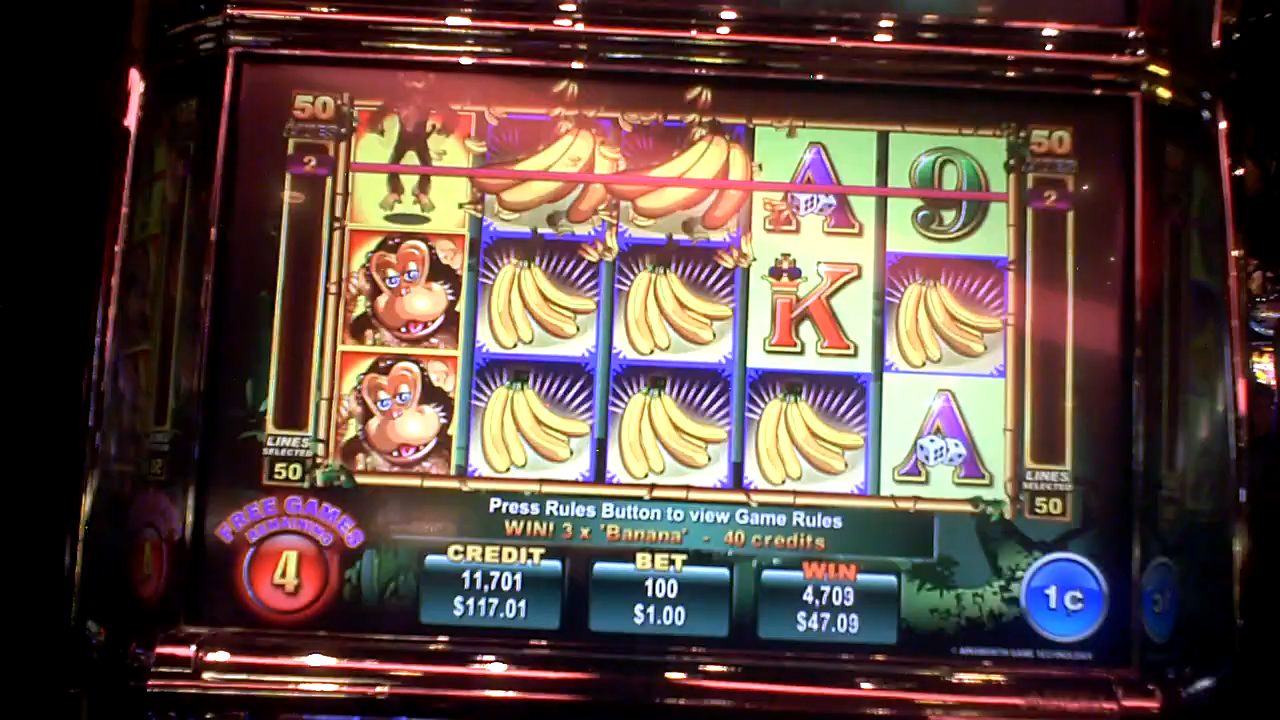 50
50
LINES
LINES
2
2
A
9
K
A
LINES
SELECTED
50
LINES
SELECTED
50
FREE GAMES
REMAINING
4
Press Rules Button to view Game Rules
WIN! 3 x 'Banana' - 40 credits
CREDIT
11,701
$117.01
BET
100
$1.00
WIN
4,709
$47.09
1c